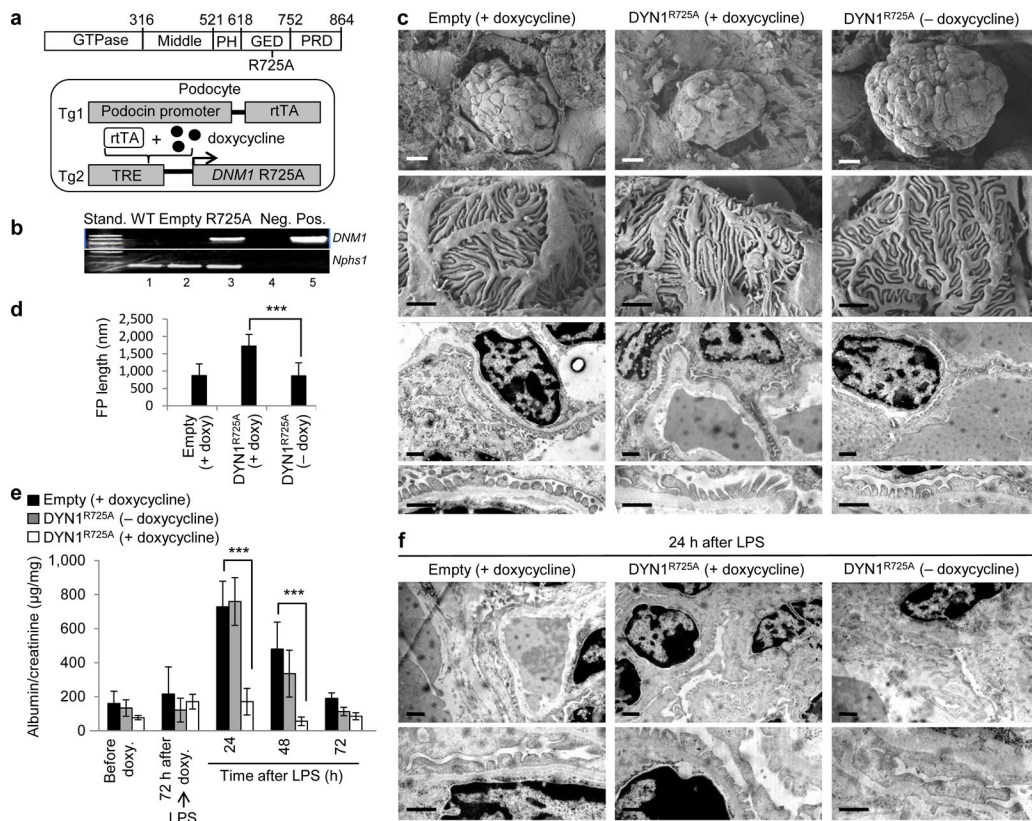 a
316 521 618 752 864
GTPase Middle PH GED PRD
R725A
Podocyte
Tg1 Podocin promoter rtTA
rtTA + doxycycline
Tg2 TRE DNM1 R725A
b
Stand. WT Empty R725A Neg. Pos.
DNM1
Nphs1
1 2 3 4 5
d
***
FP length (nm)
2,500
2,000
1,500
1,000
500
0
Empty (+ doxy)
DYN1R725A (+ doxy)
DYN1R725A (– doxy)
e
Empty (+ doxycycline)
DYN1R725A (– doxycycline)
DYN1R725A (+ doxycycline)
Albumin/creatinine (μg/mg)
1,000
800
600
400
200
0
***
***
Before doxy.
72 h after doxy.
24
48
72
Time after LPS (h)
LPS
c
Empty (+ doxycycline) DYN1R725A (+ doxycycline) DYN1R725A (– doxycycline)
f
24 h after LPS
Empty (+ doxycycline) DYN1R725A (+ doxycycline) DYN1R725A (– doxycycline)